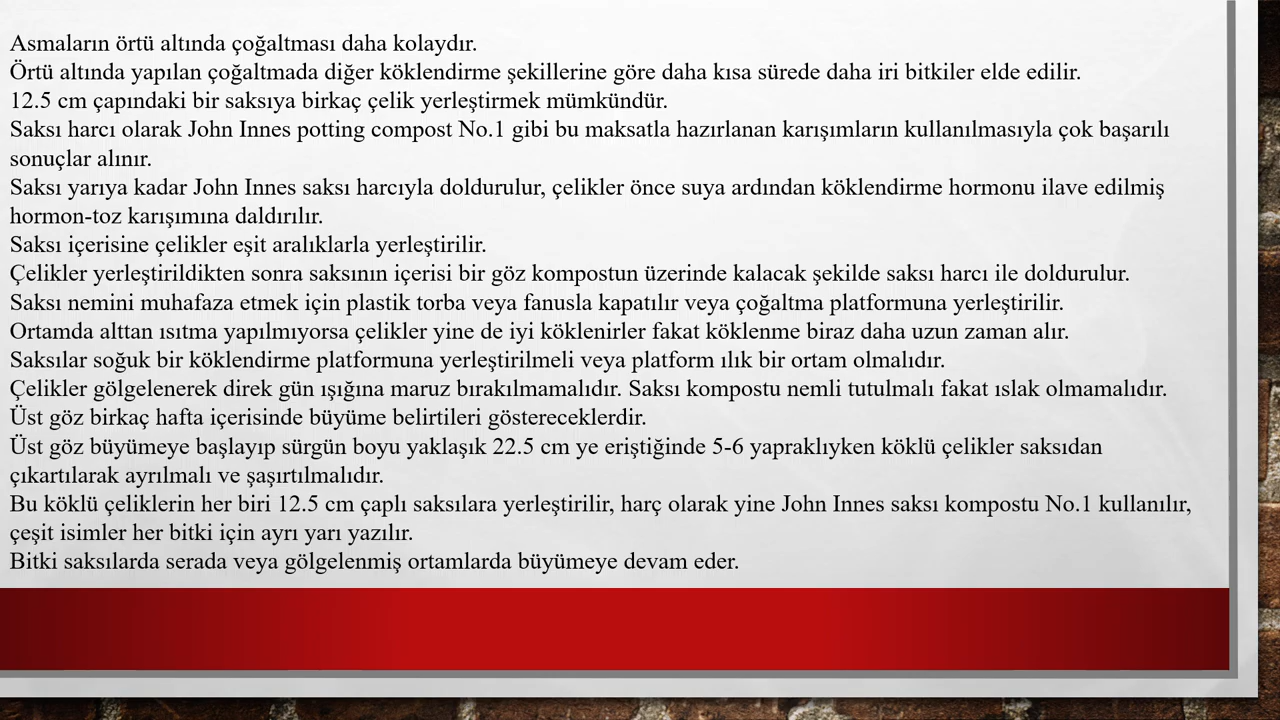 Asmaların örtü altında çoğaltması daha kolaydır.
Örtü altında yapılan çoğaltmada diğer köklendirme şekillerine göre daha kısa sürede daha iri bitkiler elde edilir.
12.5 cm çapındaki bir saksıya birkaç çelik yerleştirmek mümkündür.
Saksı harcı olarak John Innes potting compost No.1 gibi bu maksatla hazırlanan karışımların kullanılmasıyla çok başarılı
sonuçlar alınır.
Saksı yarıya kadar John Innes saksı harcıyla doldurulur, çelikler önce suya ardından köklendirme hormonu ilave edilmiş
hormon-toz karışımına daldırılır.
Saksı içerisine çelikler eşit aralıklarla yerleştirilir.
Çelikler yerleştirildikten sonra saksının içerisi bir göz kompostun üzerinde kalacak şekilde saksı harcı ile doldurulur.
Saksı nemini muhafaza etmek için plastik torba veya fanusla kapatılır veya çoğaltma platformuna yerleştirilir.
Ortamda alttan ısıtma yapılmıyorsa çelikler yine de iyi köklenirler fakat köklenme biraz daha uzun zaman alır.
Saksılar soğuk bir köklendirme platformuna yerleştirilmeli veya platform ılık bir ortam olmalıdır.
Çelikler gölgelenerek direk gün ışığına maruz bırakılmamalıdır. Saksı kompostu nemli tutulmalı fakat ıslak olmamalıdır.
Üst göz birkaç hafta içerisinde büyüme belirtileri göstereceklerdir.
Üst göz büyümeye başlayıp sürgün boyu yaklaşık 22.5 cm ye eriştiğinde 5-6 yapraklıyken köklü çelikler saksıdan
çıkartılarak ayrılmalı ve şaşırtılmalıdır.
Bu köklü çeliklerin her biri 12.5 cm çaplı saksılara yerleştirilir, harç olarak yine John Innes saksı kompostu No.1 kullanılır,
çeşit isimler her bitki için ayrı yarı yazılır.
Bitki saksılarda serada veya gölgelenmiş ortamlarda büyümeye devam eder.